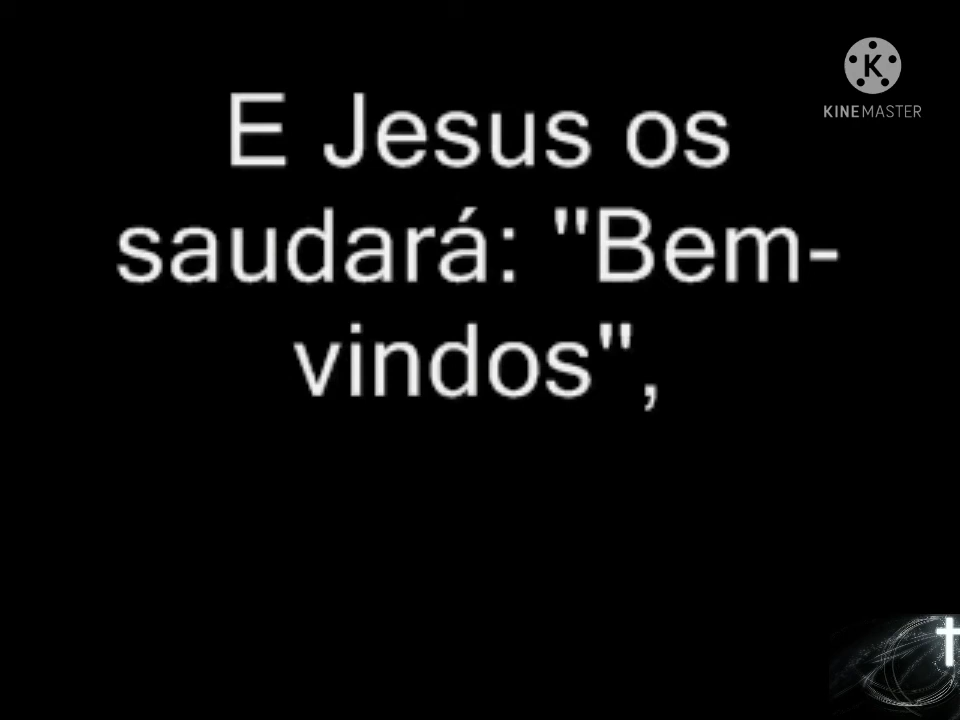 E Jesus os
saudará: "Bem-
vindos",
K
KINEMASTER